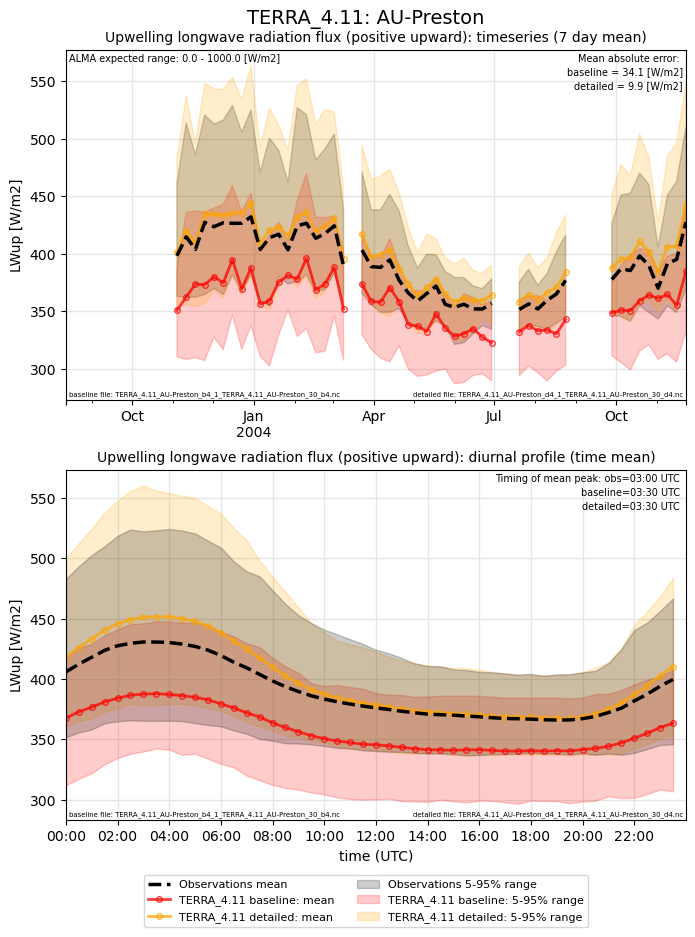 TERRA_4.11: AU-Preston
Upwelling longwave radiation flux (positive upward): timeseries (7 day mean)
ALMA expected range: 0.0 - 1000.0 [W/m2]
Mean absolute error:
baseline = 34.1 [W/m2]
detailed = 9.9 [W/m2]
550
500
450
400
350
300
LWup [W/m2]
baseline file: TERRA_4.11_AU-Preston_b4_1_TERRA_4.11_AU-Preston_30_b4.nc
detailed file: TERRA_4.11_AU-Preston_d4_1_TERRA_4.11_AU-Preston_30_d4.nc
Oct Jan Apr Jul Oct
2004
Upwelling longwave radiation flux (positive upward): diurnal profile (time mean)
Timing of mean peak: obs=03:00 UTC
baseline=03:30 UTC
detailed=03:30 UTC
550
500
450
400
350
300
LWup [W/m2]
baseline file: TERRA_4.11_AU-Preston_b4_1_TERRA_4.11_AU-Preston_30_b4.nc
detailed file: TERRA_4.11_AU-Preston_d4_1_TERRA_4.11_AU-Preston_30_d4.nc
00:00 02:00 04:00 06:00 08:00 10:00 12:00 14:00 16:00 18:00 20:00 22:00
time (UTC)
Observations mean
TERRA_4.11 baseline: mean
TERRA_4.11 detailed: mean
Observations 5-95% range
TERRA_4.11 baseline: 5-95% range
TERRA_4.11 detailed: 5-95% range